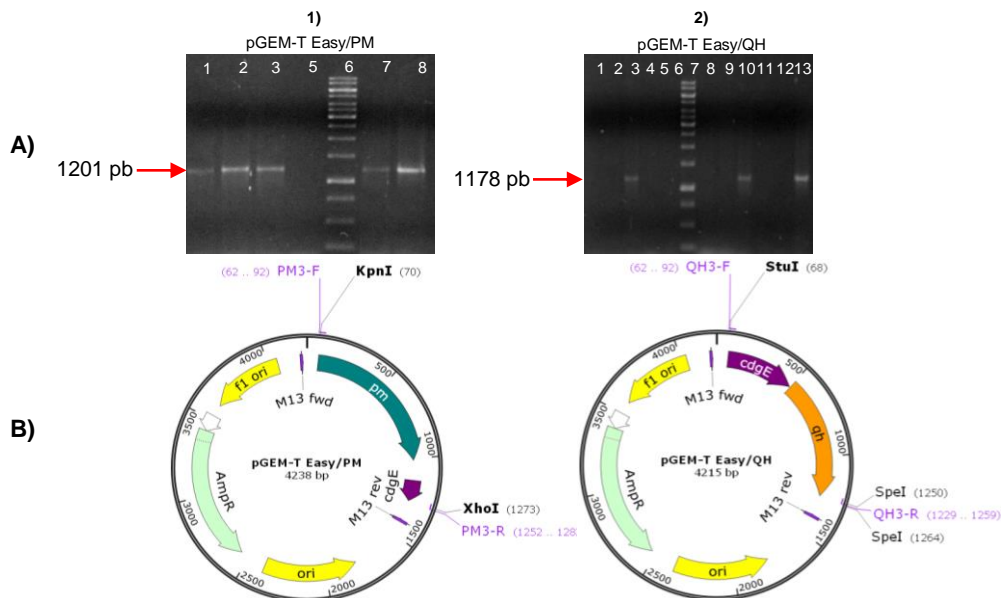 1)
pGEM-T Easy/PM
2)
pGEM-T Easy/QH
A)
1 2 3 5 6 7 8
1 2 3 4 5 6 7 8 9 10 11 12 13
1201 pb
1178 pb
(62 .. 92) PM3-F KpnI (70)
(62 .. 92) QH3-F StuI (68)
B)
4000
f1 ori
M13 fwd
500
pm
3500
1000
AmpR
pGEM-T Easy/PM
4238 bp
cdgE
M13 rev
XhoI (1273)
PM3-R (1252 .. 128
1500
3000
2500
ori
2000
4000
f1 ori
M13 fwd
cdgE
500
qh
3500
1000
AmpR
pGEM-T Easy/QH
4215 bp
M13 rev
SpeI (1250)
QH3-R (1229 .. 1259)
SpeI (1264)
1500
3000
2500
ori
2000